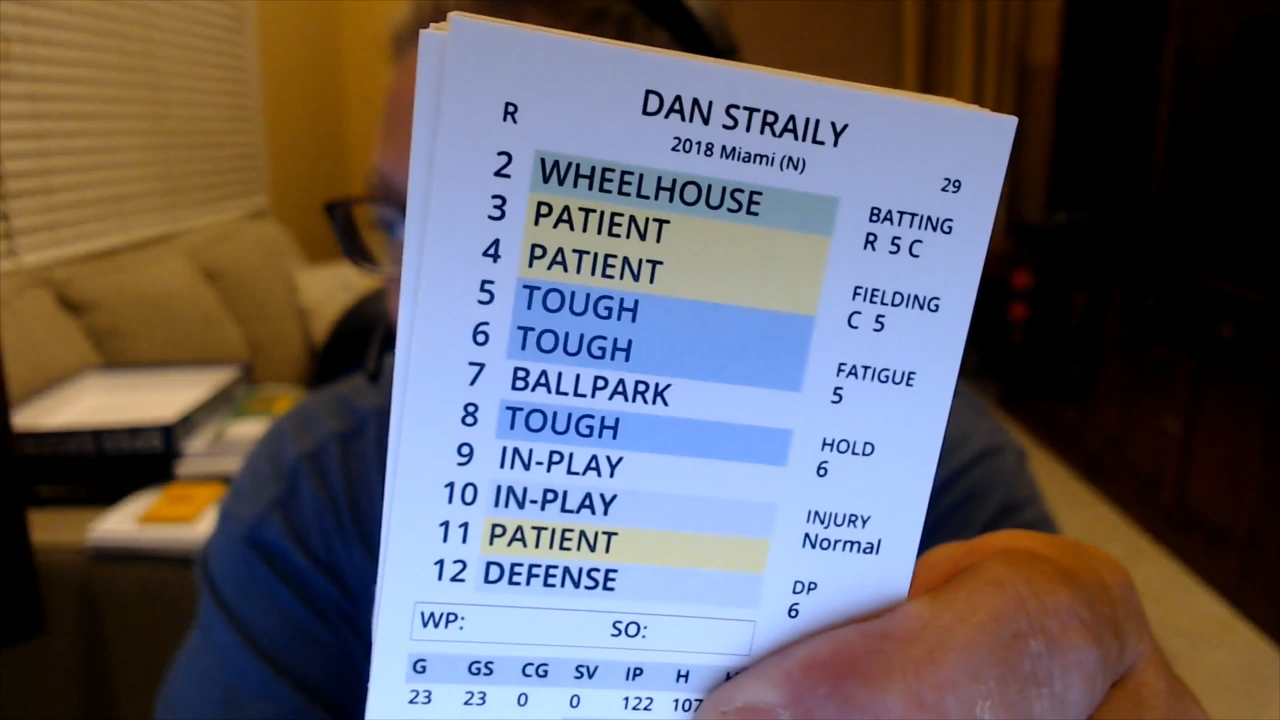 DAN STRAILY
2018 Miami (N)
29
R
2 WHEELHOUSE
3 PATIENT
4 PATIENT
5 TOUGH
6 TOUGH
7 BALLPARK
8 TOUGH
9 IN-PLAY
10 IN-PLAY
11 PATIENT
12 DEFENSE
BATTING
R 5 C
FIELDING
C 5
FATIGUE
5
HOLD
6
INJURY
Normal
DP
6
WP: SO:
G GS CG SV IP H
23 23 0 0 122 107